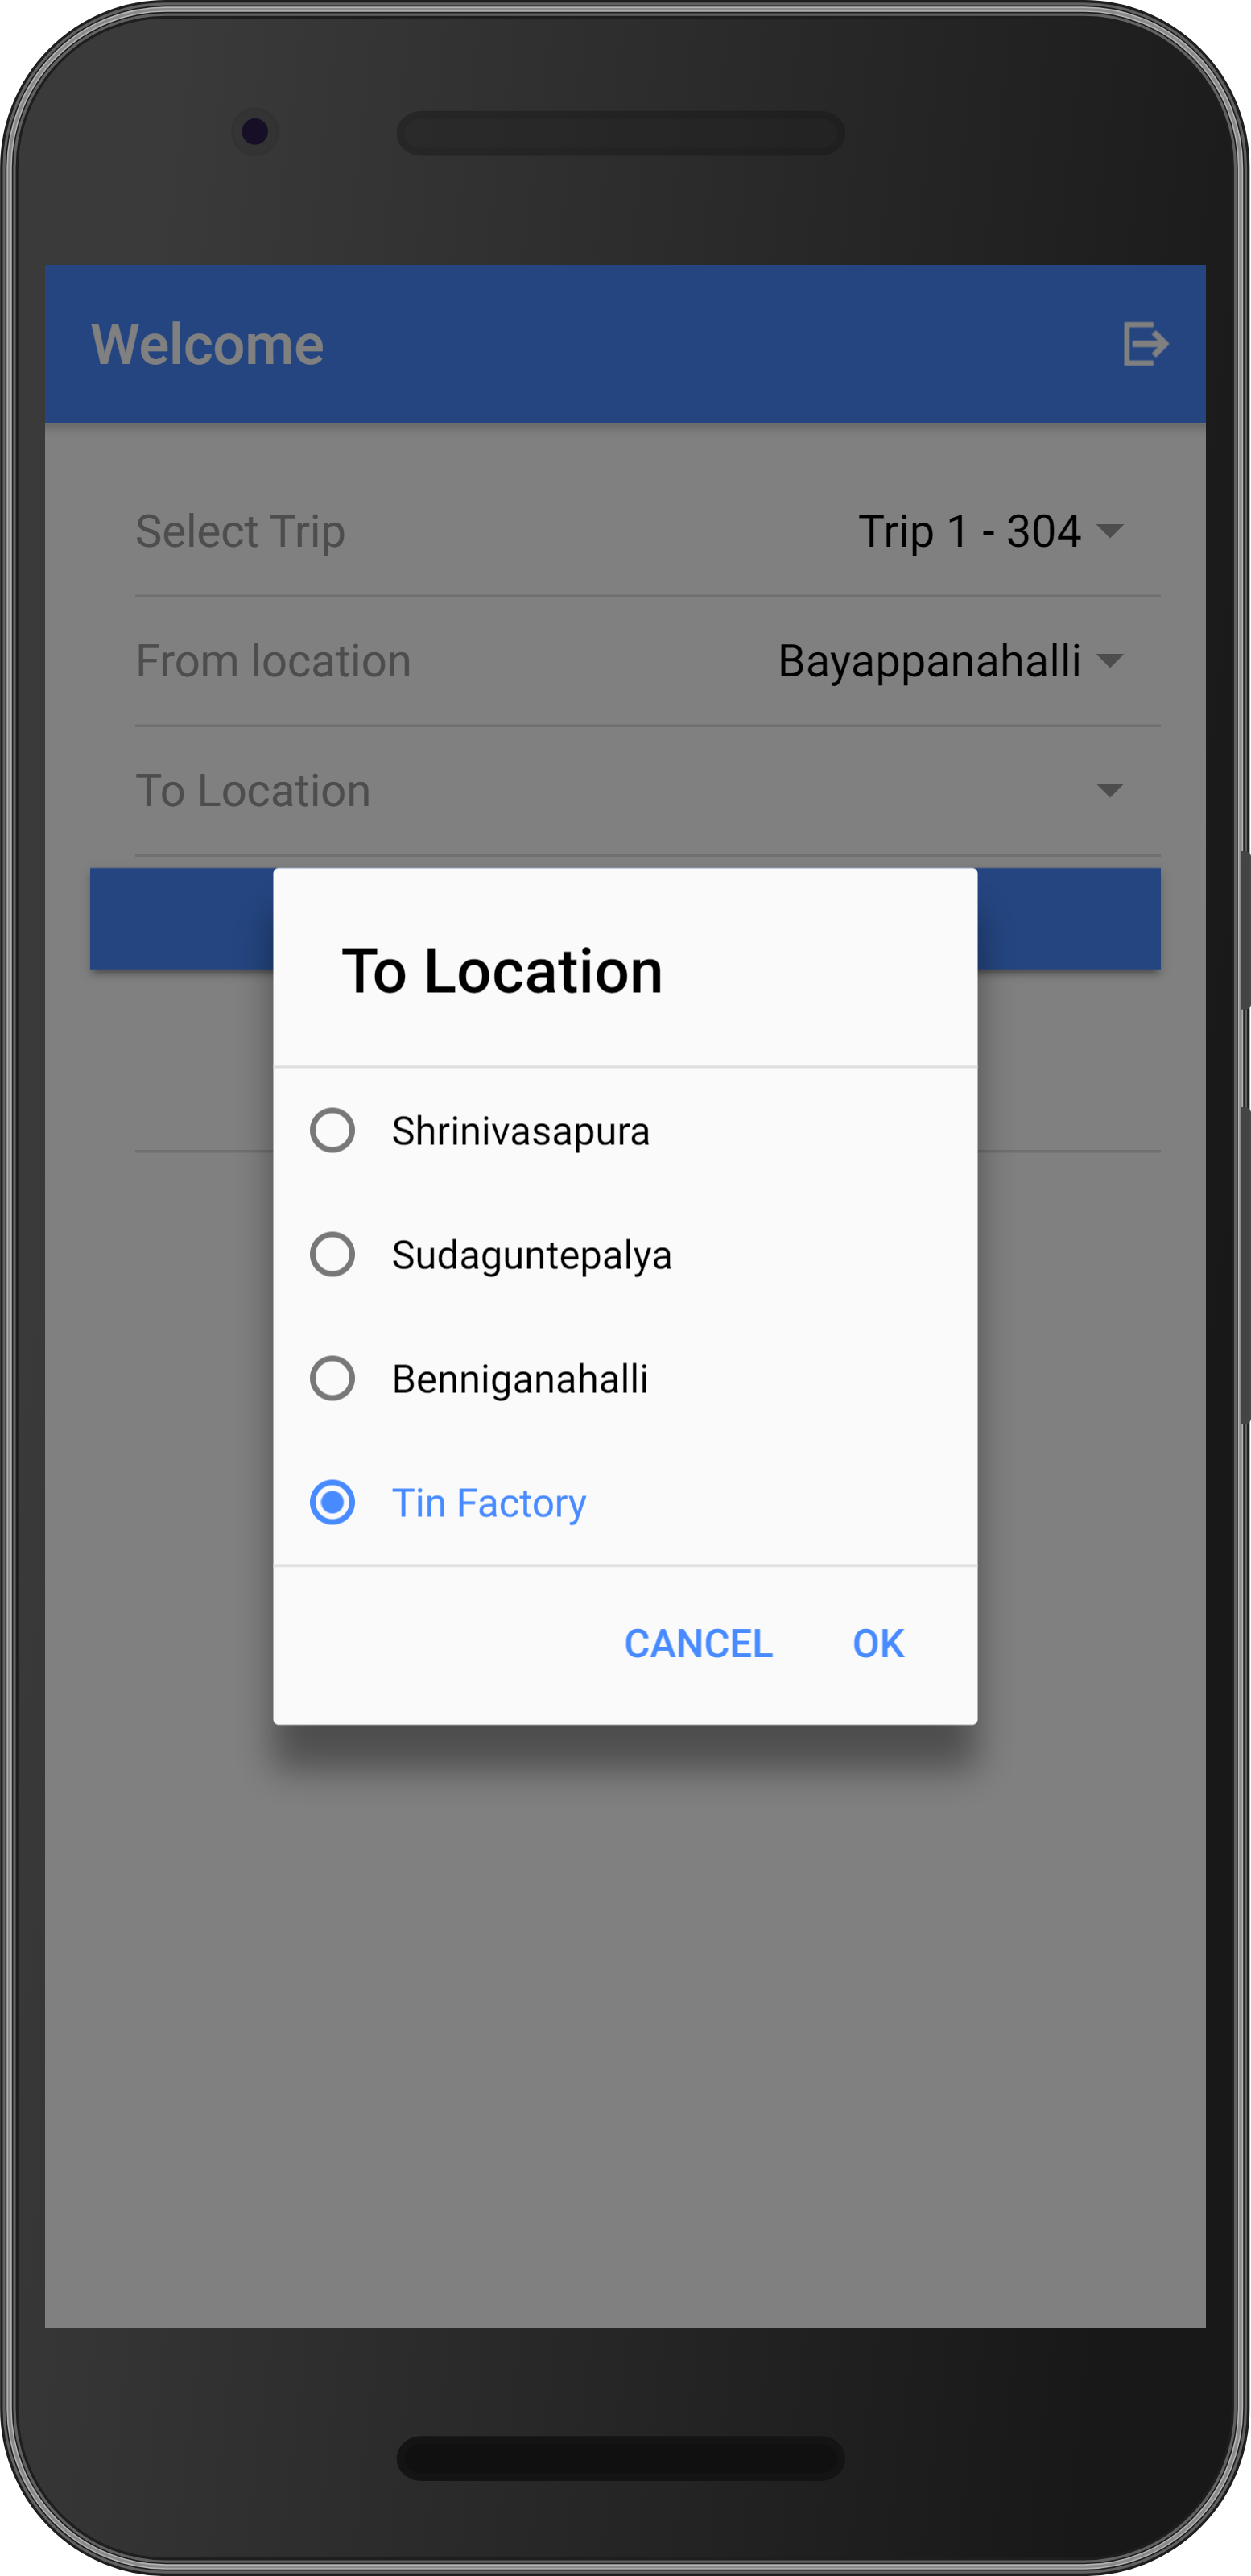 Welcome
Select Trip Trip 1 - 304
From location Bayappanahalli
To Location
To Location
Shrinivasapura
Sudaguntepalya
Benniganahalli
Tin Factory
CANCEL OK